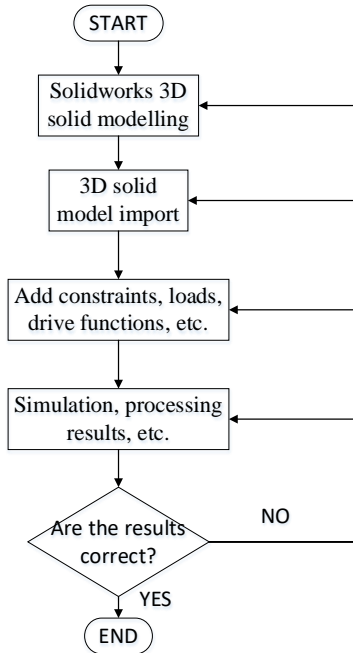 START
Solidworks 3D
solid modelling
3D solid
model import
Add constraints, loads,
drive functions, etc.
Simulation, processing
results, etc.
Are the results
correct?
NO
YES
END